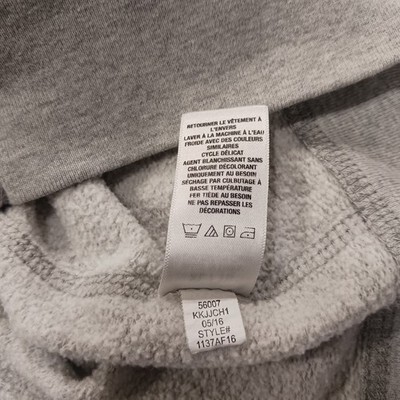 RETOURNER LE VÊTEMENT À
L'ENVERS
LAVER À LA MACHINE À L'EAU
FROIDE AVEC DES COULEURS
SIMILAIRES
CYCLE DÉLICAT
AGENT BLANCHISSANT SANS
CHLORURE DÉCOLORANT
UNIQUEMENT AU BESOIN
SÉCHAGE PAR CULBUTAGE À
BASSE TEMPÉRATURE
FER TIÈDE AU BESOIN
NE PAS REPASSER LES
DÉCORATIONS
56007
KKJJCH1
05/16
STYLE#
1137AF16